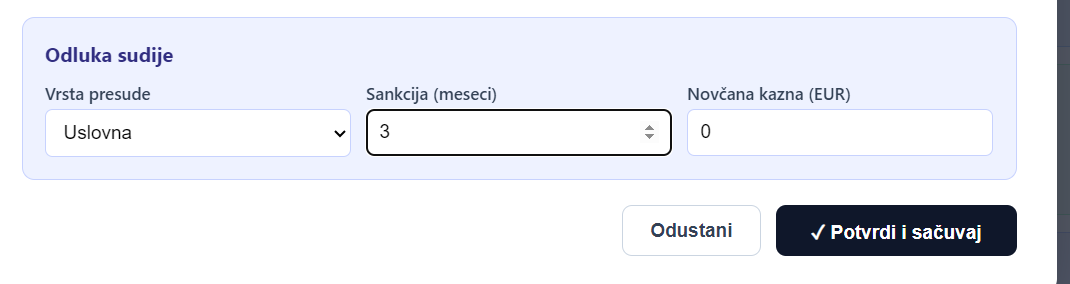 Odluka sudije
Vrsta presude Sankcija (meseci) Novčana kazna (EUR)
Uslovna 3 0
Odustani ✓ Potvrdi i sačuvaj